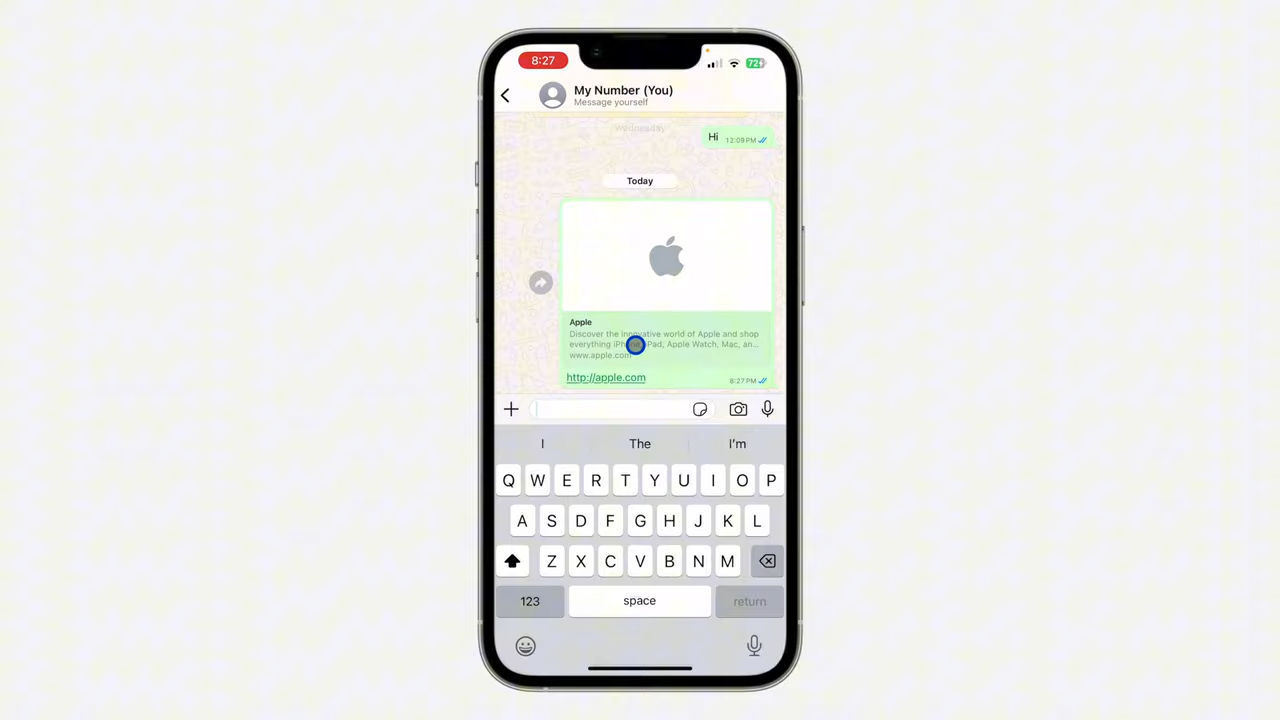 8:27
72
My Number (You)
Message yourself
Wednesday
Hi 12:09 PM
Today
Apple
Discover the innovative world of Apple and shop
everything iPhone, iPad, Apple Watch, Mac, an...
www.apple.com
http://apple.com 8:27 PM
I The I'm
Q W E R T Y U I O P
A S D F G H J K L
Z X C V B N M
123 space return